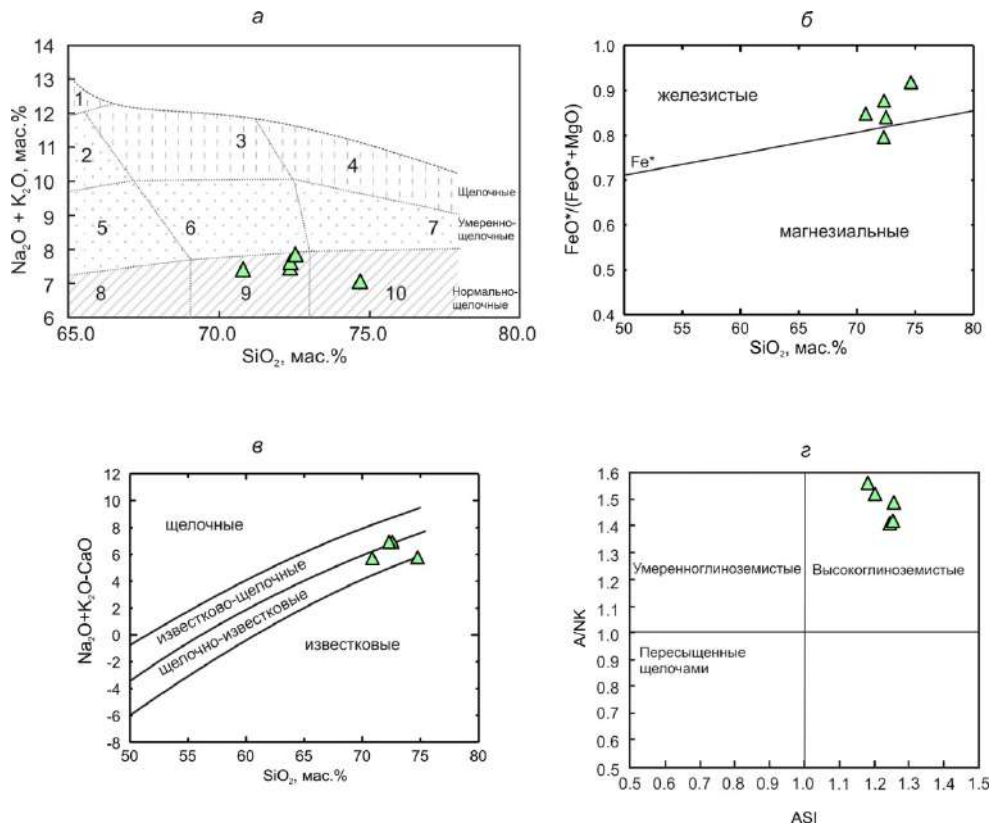 а
14
13
12
11
10
9
8
7
6
Na₂O + K₂O, мас.%
1
2
3
4
5
6
7
8
9
10
Щелочные
Умеренно-
щелочные
Нормально-
щелочные
65.0
70.0
75.0
80.0
SiO₂, мас.%
б
1.0
0.9
0.8
0.7
0.6
0.5
0.4
FeO*/(FeO*+MgO)
железистые
Fe*
магнезиальные
50
55
60
65
70
75
80
SiO₂, мас.%
в
12
10
8
6
4
2
0
-2
-4
-6
-8
Na₂O+K₂O-CaO
щелочные
известково-щелочные
щелочно-известковые
известковые
50
55
60
65
70
75
80
SiO₂, мас.%
г
1.6
1.5
1.4
1.3
1.2
1.1
1.0
0.9
0.8
0.7
0.6
0.5
A/NK
Умеренноглиноземистые
Высокоглиноземистые
Пересыщенные
щелочами
0.5
0.6
0.7
0.8
0.9
1.0
1.1
1.2
1.3
1.4
1.5
ASI